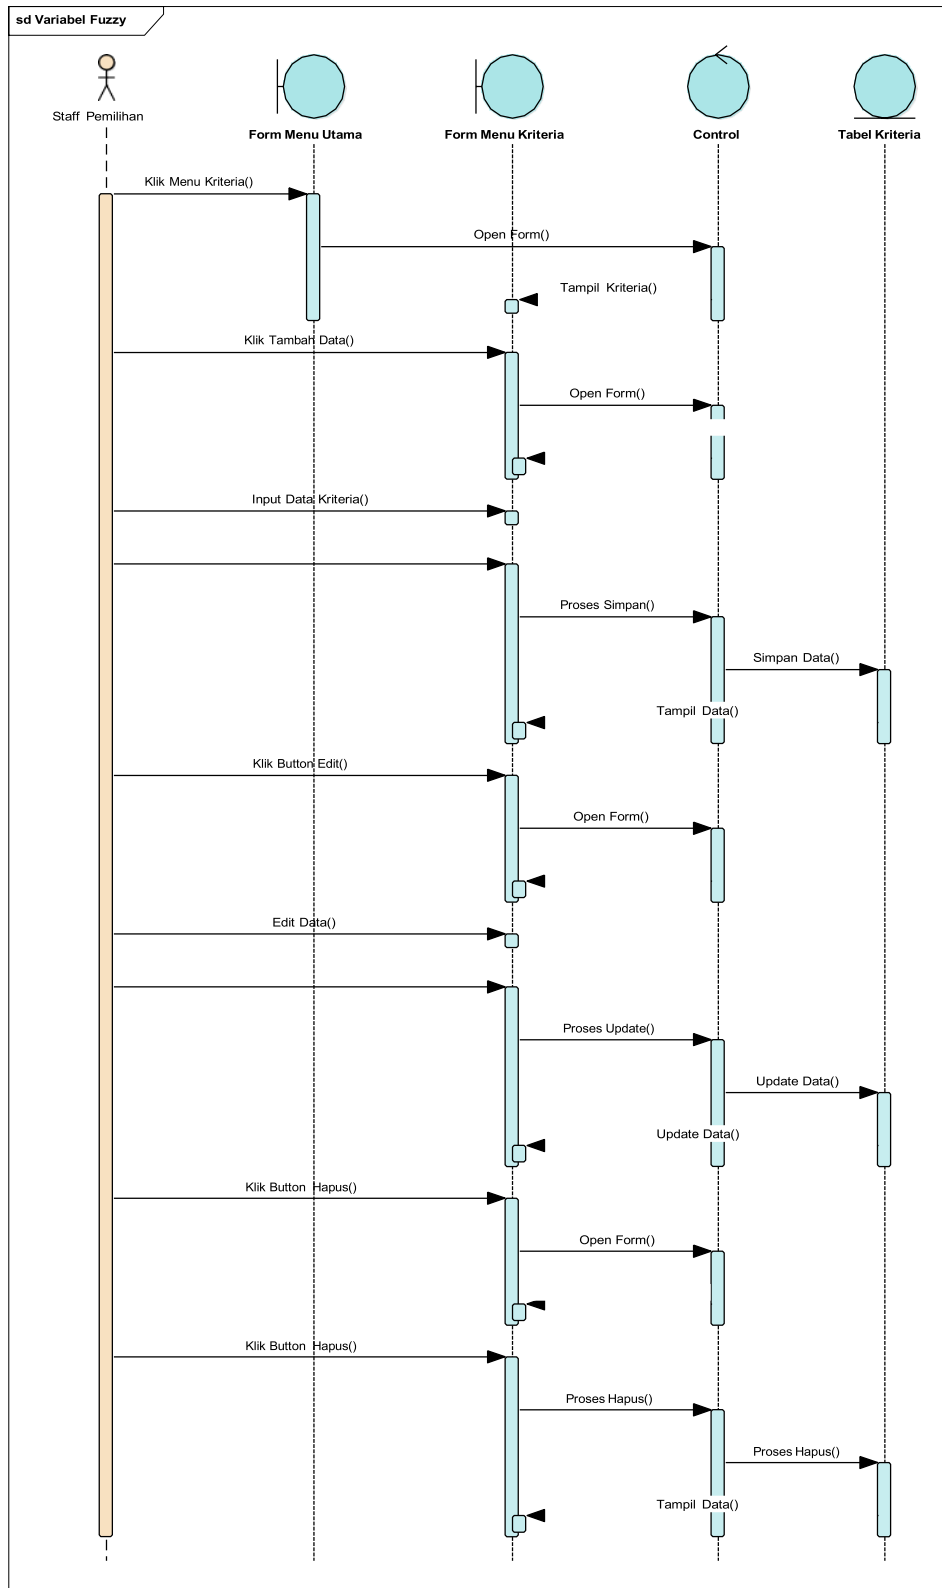 sd Variabel Fuzzy
Staff Pemilihan
Form Menu Utama
Form Menu Kriteria
Control
Tabel Kriteria
Klik Menu Kriteria()
Open Form()
Tampil Kriteria()
Klik Tambah Data()
Open Form()
Input Data Kriteria()
Proses Simpan()
Simpan Data()
Tampil Data()
Klik Button Edit()
Open Form()
Edit Data()
Proses Update()
Update Data()
Update Data()
Klik Button Hapus()
Open Form()
Klik Button Hapus()
Proses Hapus()
Proses Hapus()
Tampil Data()